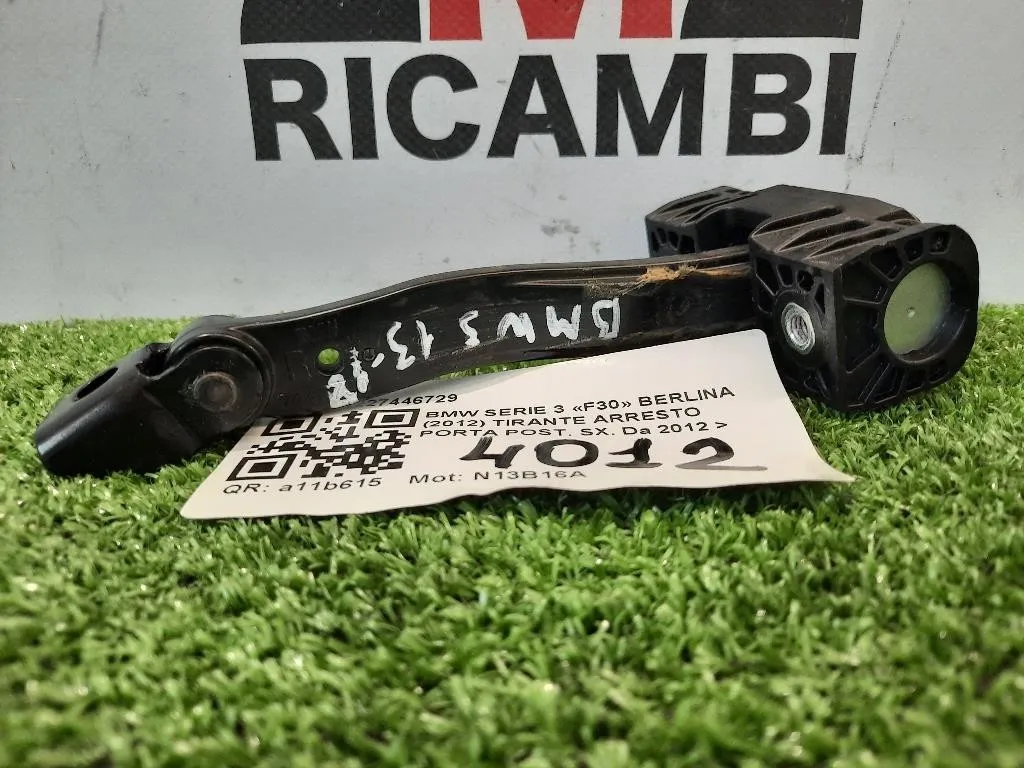 M
RICAMBI
BMW S 13-18
27446729
BMW SERIE 3 «F30» BERLINA
(2012) TIRANTE ARRESTO
PORTA POST. SX. Da 2012 >
4012
QR: a11b615 Mot: N13B16A